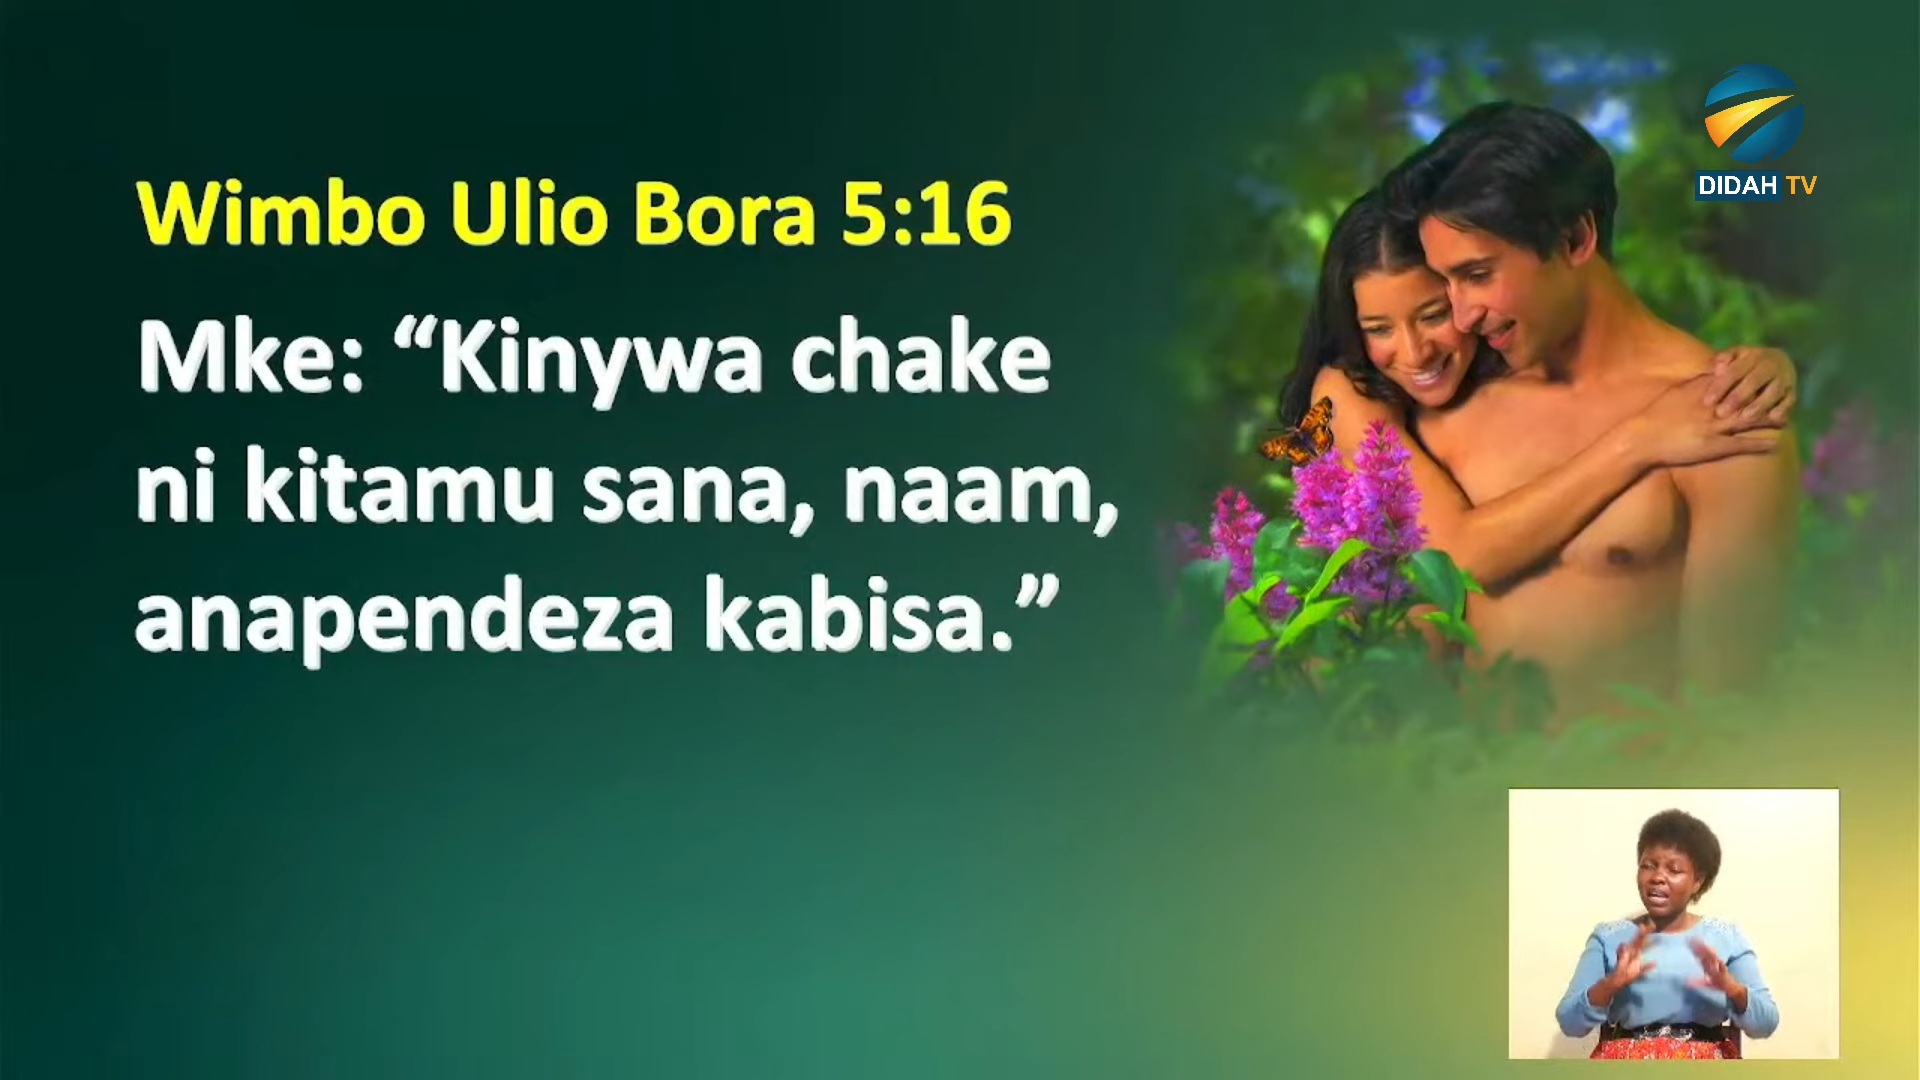 DIDAH TV
Wimbo Ulio Bora 5:16
Mke: “Kinywa chake
ni kitamu sana, naam,
anapendeza kabisa.”